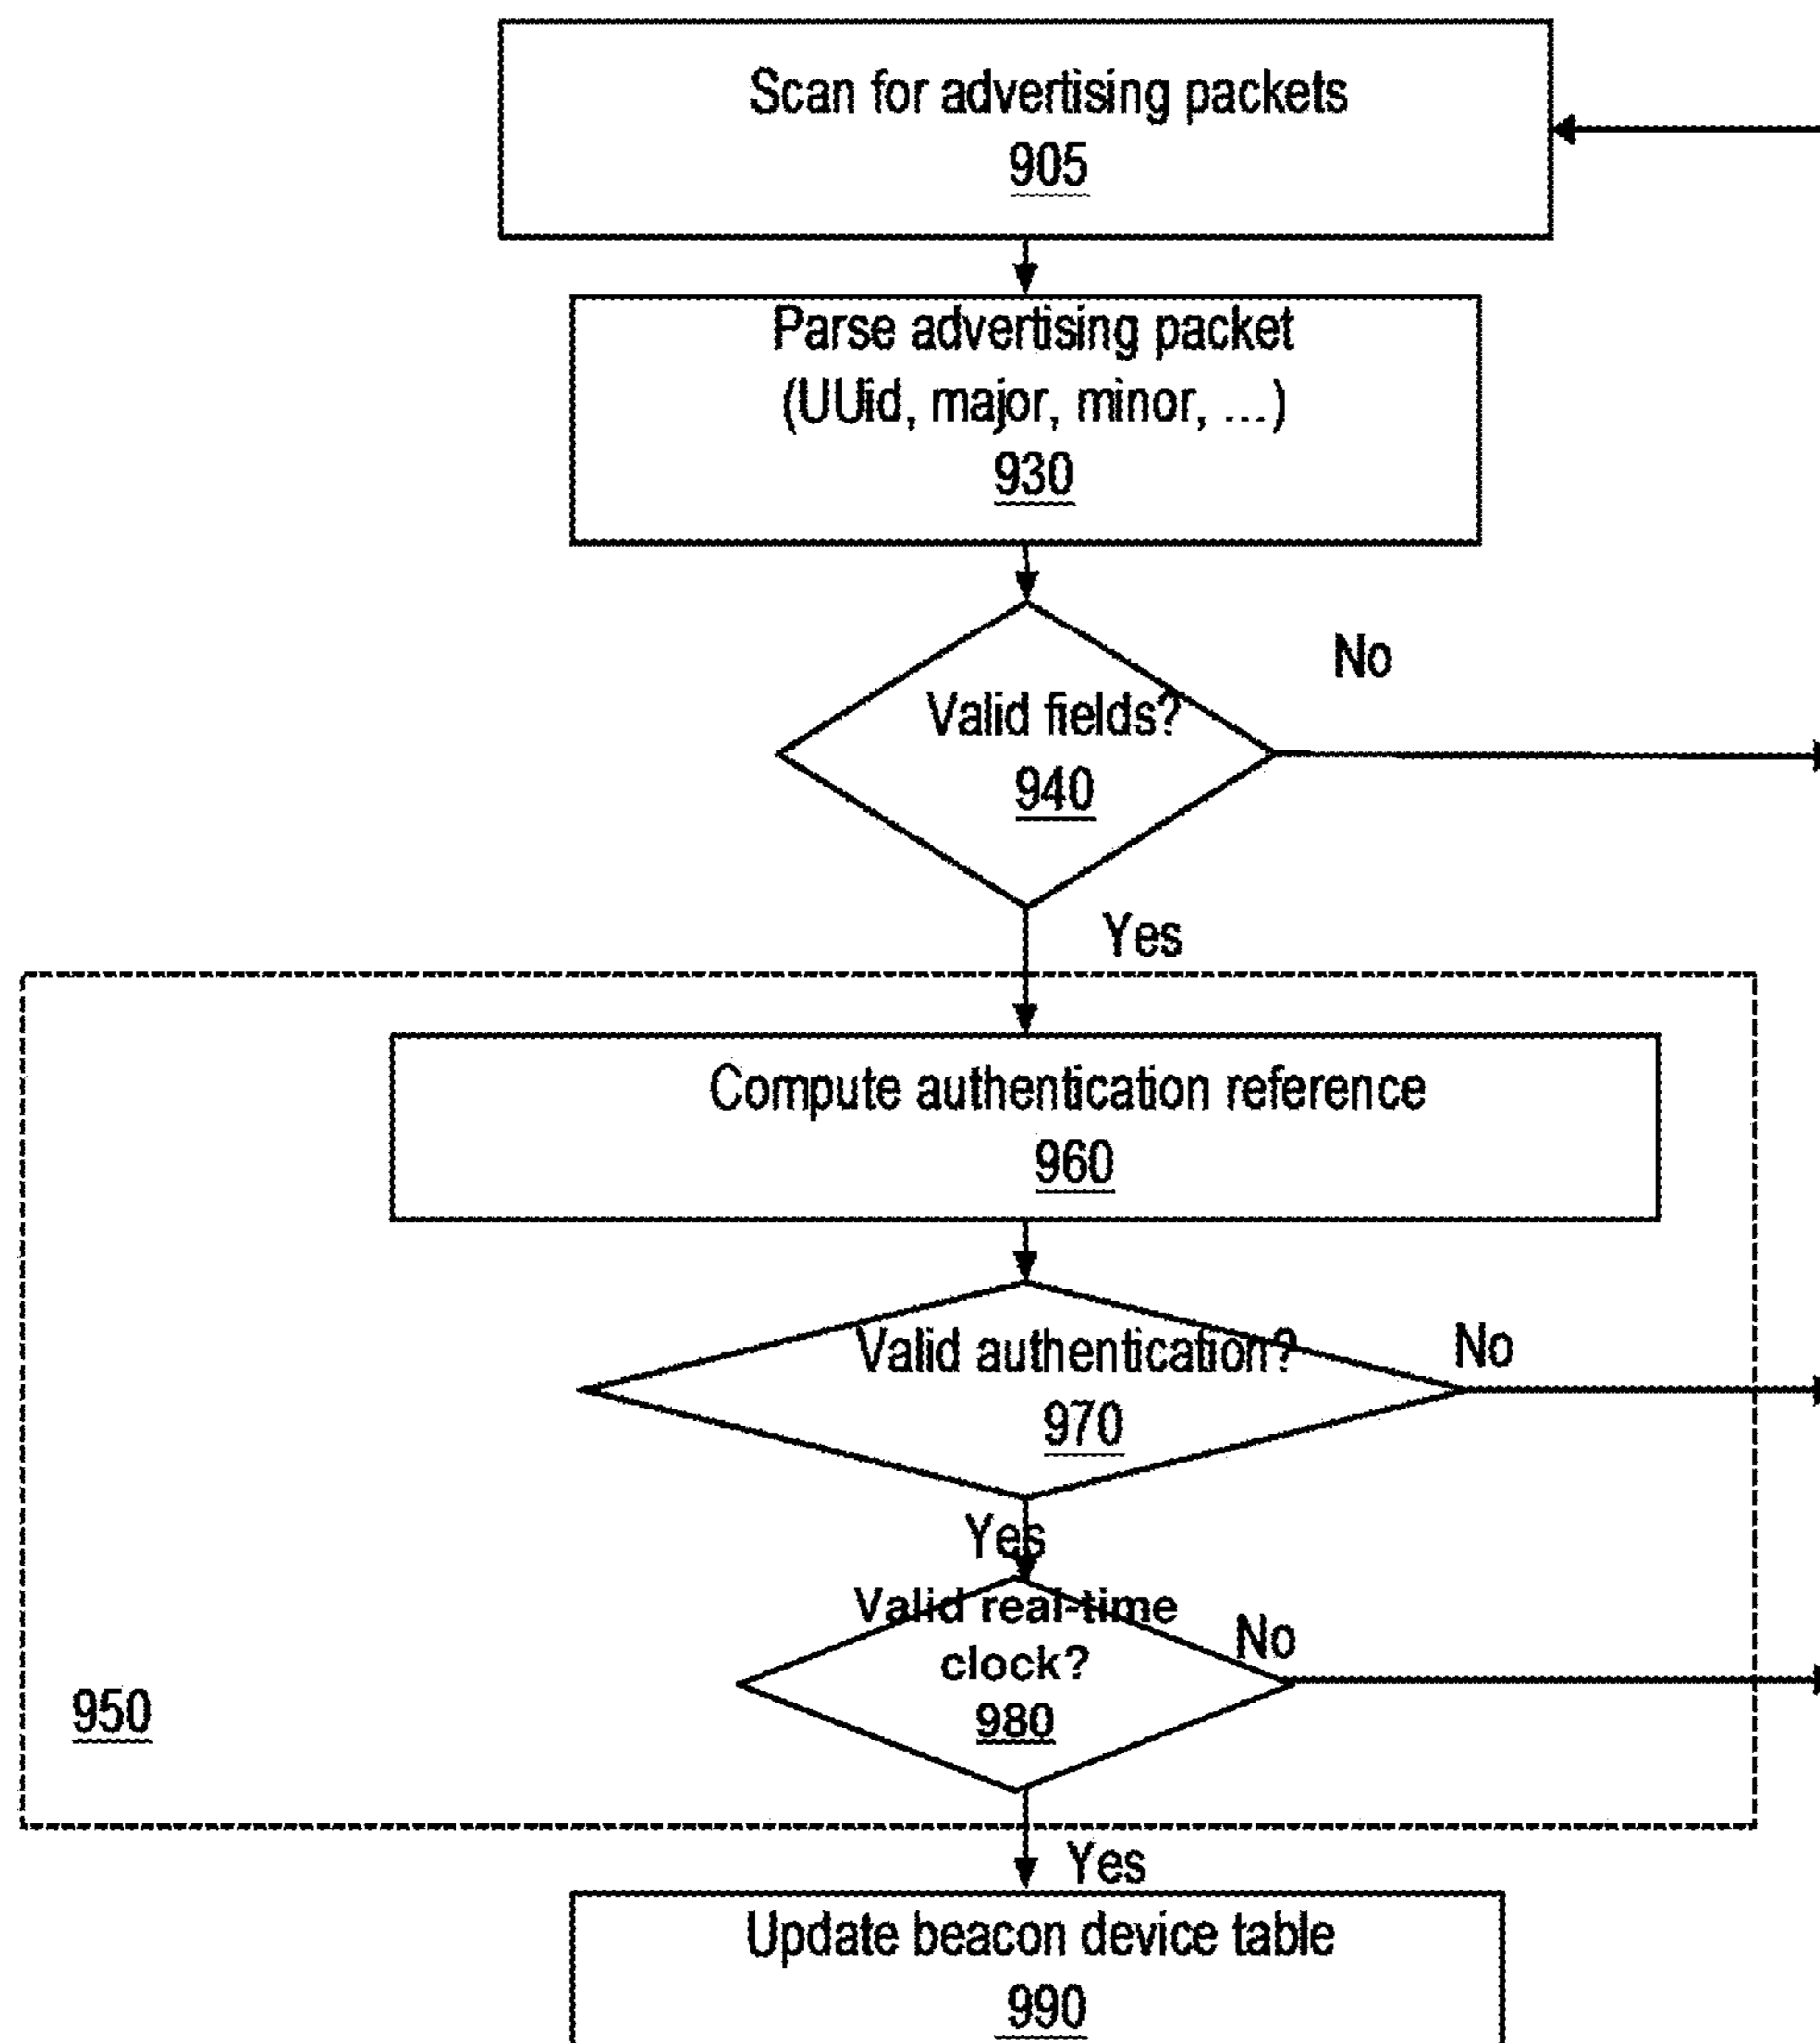 Scan for advertising packets
905
Parse advertising packet
(UUid, major, minor, ...)
930
No
Valid fields?
940
Yes
Compute authentication reference
960
Valid authentication?
No
970
Yes
Valid real-time
clock?
No
980
950
Yes
Update beacon device table
990